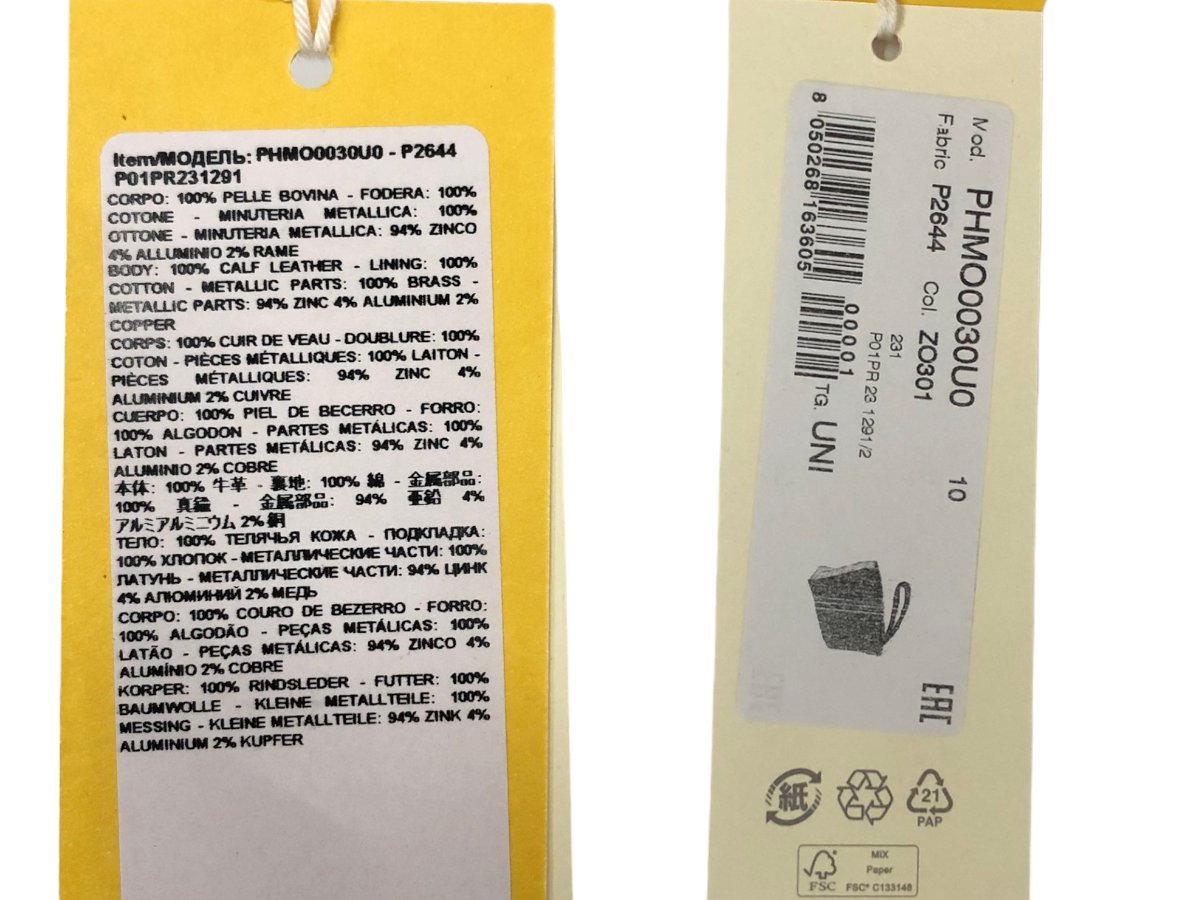 Item/МОДЕЛЬ: PHMO0030U0 - P2644
P01PR231291
CORPO: 100% PELLE BOVINA - FODERA: 100%
COTONE - MINUTERIA METALLICA: 100%
OTTONE - MINUTERIA METALLICA: 94% ZINCO
4% ALLUMINIO 2% RAME
BODY: 100% CALF LEATHER - LINING: 100%
COTTON - METALLIC PARTS: 100% BRASS -
METALLIC PARTS: 94% ZINC 4% ALUMINIUM 2%
COPPER
CORPS: 100% CUIR DE VEAU - DOUBLURE: 100%
COTON - PIÈCES MÉTALLIQUES: 100% LAITON -
PIÈCES MÉTALLIQUES: 94% ZINC 4%
ALUMINIUM 2% CUIVRE
CUERPO: 100% PIEL DE BECERRO - FORRO:
100% ALGODON - PARTES METÁLICAS: 100%
LATON - PARTES METÁLICAS: 94% ZINC 4%
ALUMINIO 2% COBRE
本体: 100% 牛革 - 裏地: 100% 綿 - 金属部品:
100% 真鍮 - 金属部品: 94% 亜鉛 4%
アルミアルミニウム 2% 銅
ТЕЛО: 100% ТЕЛЯЧЬЯ КОЖА - ПОДКЛАДКА:
100% ХЛОПОК - МЕТАЛЛИЧЕСКИЕ ЧАСТИ: 100%
ЛАТУНЬ - МЕТАЛЛИЧЕСКИЕ ЧАСТИ: 94% ЦИНК
4% АЛЮМИНИЙ 2% МЕДЬ
CORPO: 100% COURO DE BEZERRO - FORRO:
100% ALGODÃO - PEÇAS METÁLICAS: 100%
LATÃO - PEÇAS METÁLICAS: 94% ZINCO 4%
ALUMÍNIO 2% COBRE
KORPER: 100% RINDSLEDER - FUTTER: 100%
BAUMWOLLE - KLEINE METALLTEILE: 100%
MESSING - KLEINE METALLTEILE: 94% ZINK 4%
ALUMINIUM 2% KUPFER
Mod. PHMO0030U0 10
Fabric P2644 Col. ZO301
231
P01PR 23 1291/2
00001
TG. UNI
8 050268 163605
EAC
紙
21
PAP
FSC
MIX
Paper
FSC® C133148